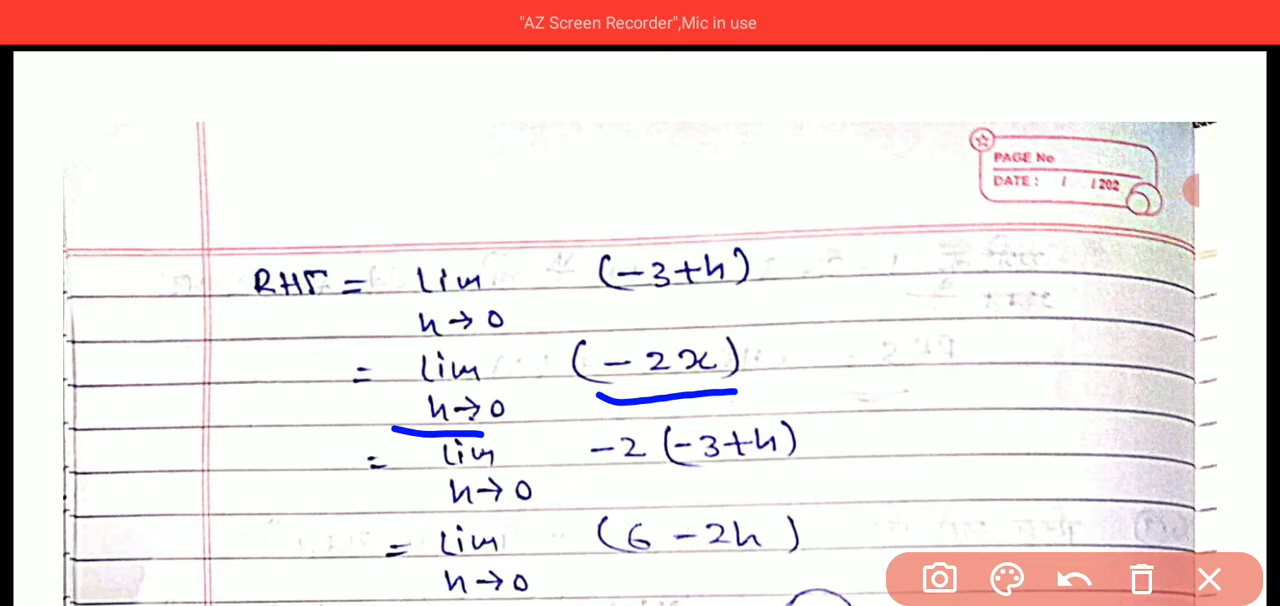 "AZ Screen Recorder",Mic in use
PAGE No
DATE : / /202
RHL = lim (-3+h)
h→0
= lim (-2x)
h→0
= lim -2(-3+h)
h→0
= lim (6-2h)
h→0